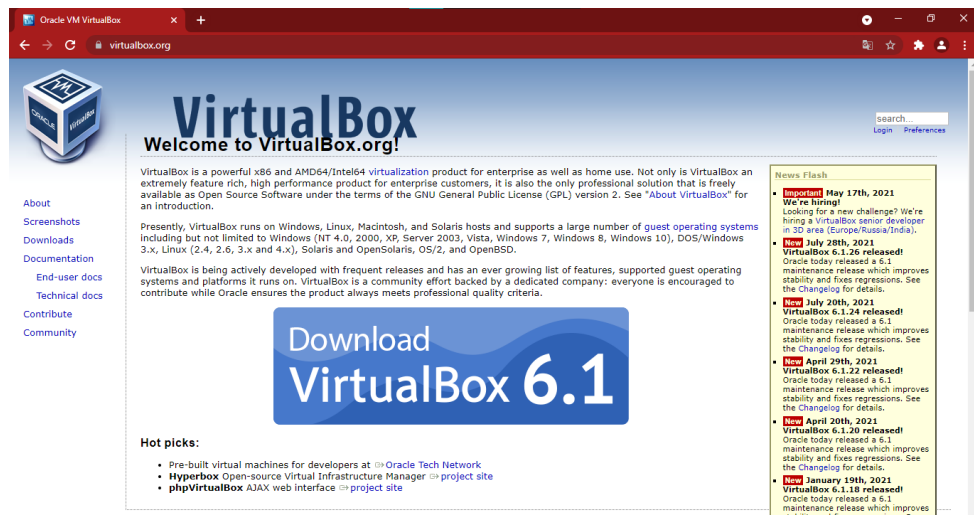 Oracle VM VirtualBox
virtualbox.org
ORACLE
VM
VirtualBox
VirtualBox
search...
Login Preferences
Welcome to VirtualBox.org!
About
Screenshots
Downloads
Documentation
End-user docs
Technical docs
Contribute
Community
VirtualBox is a powerful x86 and AMD64/Intel64 virtualization product for enterprise as well as home use. Not only is VirtualBox an
extremely feature rich, high performance product for enterprise customers, it is also the only professional solution that is freely
available as Open Source Software under the terms of the GNU General Public License (GPL) version 2. See "About VirtualBox" for
an introduction.
Presently, VirtualBox runs on Windows, Linux, Macintosh, and Solaris hosts and supports a large number of guest operating systems
including but not limited to Windows (NT 4.0, 2000, XP, Server 2003, Vista, Windows 7, Windows 8, Windows 10), DOS/Windows
3.x, Linux (2.4, 2.6, 3.x and 4.x), Solaris and OpenSolaris, OS/2, and OpenBSD.
VirtualBox is being actively developed with frequent releases and has an ever growing list of features, supported guest operating
systems and platforms it runs on. VirtualBox is a community effort backed by a dedicated company: everyone is encouraged to
contribute while Oracle ensures the product always meets professional quality criteria.
Download
VirtualBox 6.1
Hot picks:
Pre-built virtual machines for developers at Oracle Tech Network
Hyperbox Open-source Virtual Infrastructure Manager project site
phpVirtualBox AJAX web interface project site
News Flash
Important May 17th, 2021
We're hiring!
Looking for a new challenge? We're
hiring a VirtualBox senior developer
in 3D area (Europe/Russia/India).
New July 28th, 2021
VirtualBox 6.1.26 released!
Oracle today released a 6.1
maintenance release which improves
stability and fixes regressions. See
the Changelog for details.
New July 20th, 2021
VirtualBox 6.1.24 released!
Oracle today released a 6.1
maintenance release which improves
stability and fixes regressions. See
the Changelog for details.
New April 29th, 2021
VirtualBox 6.1.22 released!
Oracle today released a 6.1
maintenance release which improves
stability and fixes regressions. See
the Changelog for details.
New April 20th, 2021
VirtualBox 6.1.20 released!
Oracle today released a 6.1
maintenance release which improves
stability and fixes regressions. See
the Changelog for details.
New January 19th, 2021
VirtualBox 6.1.18 released!
Oracle today released a 6.1
maintenance release which improves